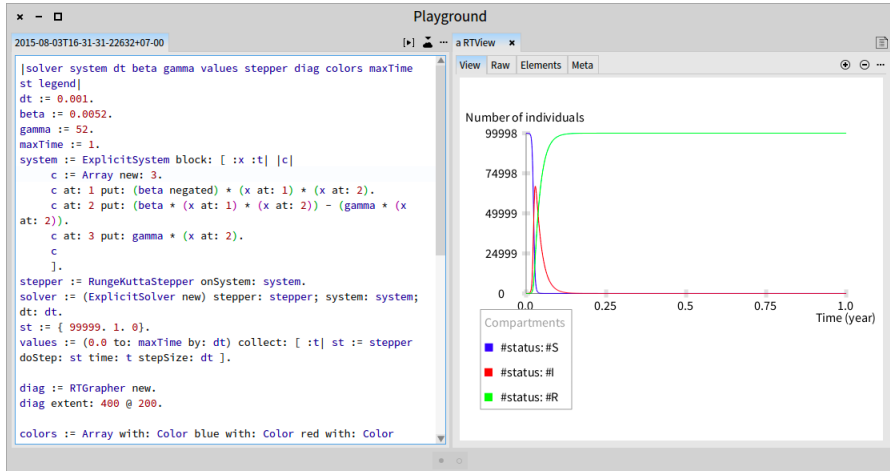 Playground
2015-08-03T16-31-31-22632+07-00
|solver system dt beta gamma values stepper diag colors maxTime
st legend|
dt := 0.001.
beta := 0.0052.
gamma := 52.
maxTime := 1.
system := ExplicitSystem block: [ :x :t| |c|
c := Array new: 3.
c at: 1 put: (beta negated) * (x at: 1) * (x at: 2).
c at: 2 put: (beta * (x at: 1) * (x at: 2)) - (gamma * (x
at: 2)).
c at: 3 put: gamma * (x at: 2).
c
].
stepper := RungeKuttaStepper onSystem: system.
solver := (ExplicitSolver new) stepper: stepper; system: system;
dt: dt.
st := { 99999. 1. 0}.
values := (0.0 to: maxTime by: dt) collect: [ :t| st := stepper
doStep: st time: t stepSize: dt ].
diag := RTGrapher new.
diag extent: 400 @ 200.
colors := Array with: Color blue with: Color red with: Color
a RTView
View Raw Elements Meta
Number of individuals
99998
74998
49999
24999
0
0.0 0.25 0.5 0.75 1.0
Time (year)
Compartments
#status: #S
#status: #I
#status: #R